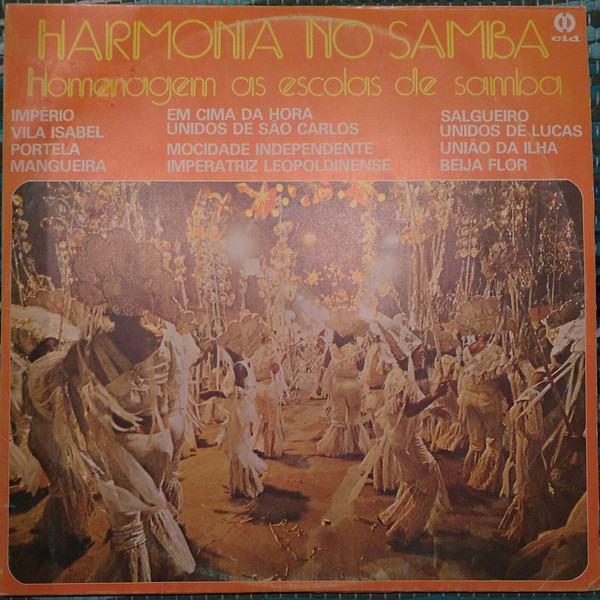 HARMONIA NO SAMBA
cid
Homenagem as escolas de samba
IMPÉRIO
VILA ISABEL
PORTELA
MANGUEIRA
EM CIMA DA HORA
UNIDOS DE SÃO CARLOS
MOCIDADE INDEPENDENTE
IMPERATRIZ LEOPOLDINENSE
SALGUEIRO
UNIDOS DE LUCAS
UNIÃO DA ILHA
BEIJA FLOR